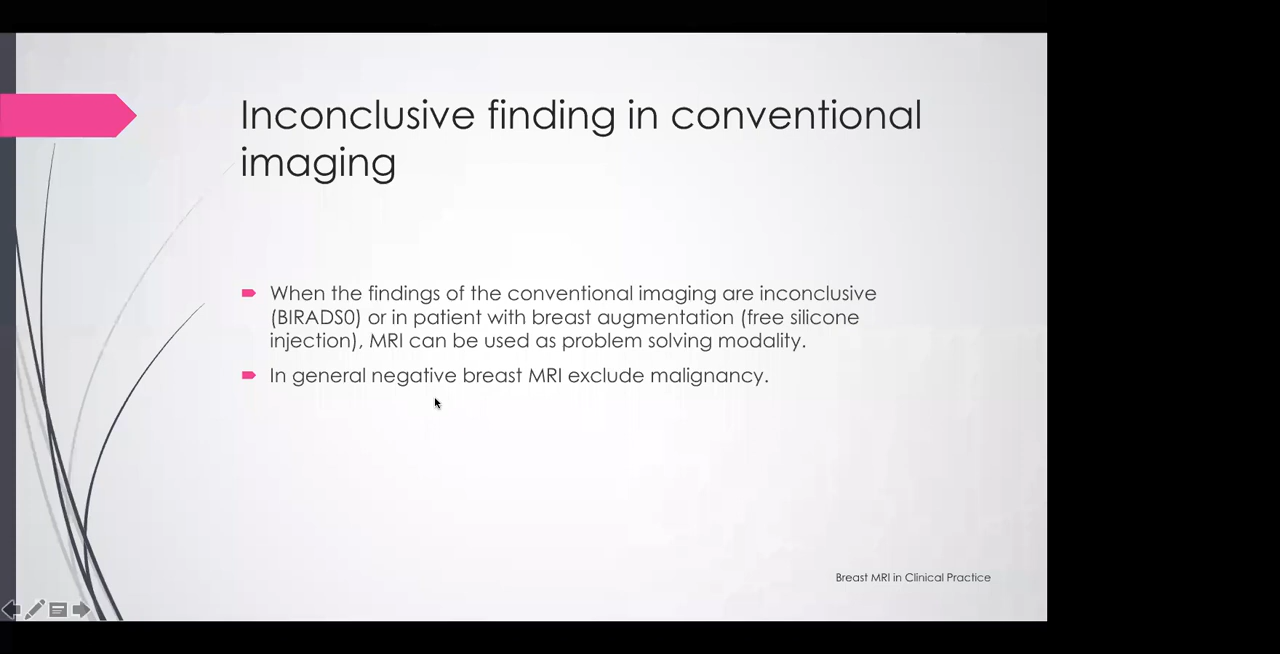 Inconclusive finding in conventional
imaging
When the findings of the conventional imaging are inconclusive
(BIRADS0) or in patient with breast augmentation (free silicone
injection), MRI can be used as problem solving modality.
In general negative breast MRI exclude malignancy.
Breast MRI in Clinical Practice